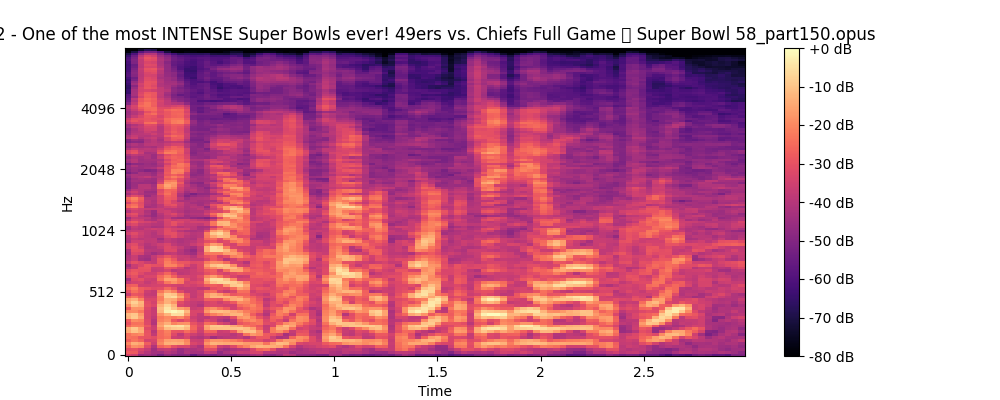 2 - One of the most INTENSE Super Bowls ever! 49ers vs. Chiefs Full Game Super Bowl 58_part150.opus
+0 dB
4096
-10 dB
-20 dB
2048
-30 dB
Hz
-40 dB
1024
-50 dB
512
-60 dB
-70 dB
0
-80 dB
0 0.5 1 1.5 2 2.5
Time